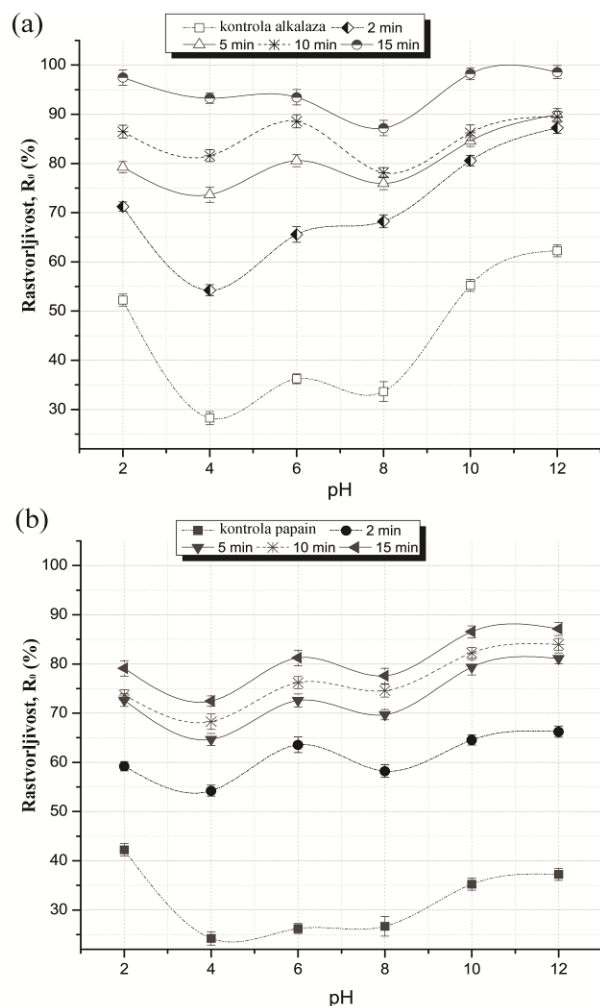 (a)
kontrola alkalaza 2 min
5 min 10 min 15 min
Rastvorljivost, R₀ (%)
100
90
80
70
60
50
40
30
2 4 6 8 10 12
pH
(b)
kontrola papain 2 min
5 min 10 min 15 min
Rastvorljivost, R₀ (%)
100
90
80
70
60
50
40
30
2 4 6 8 10 12
pH